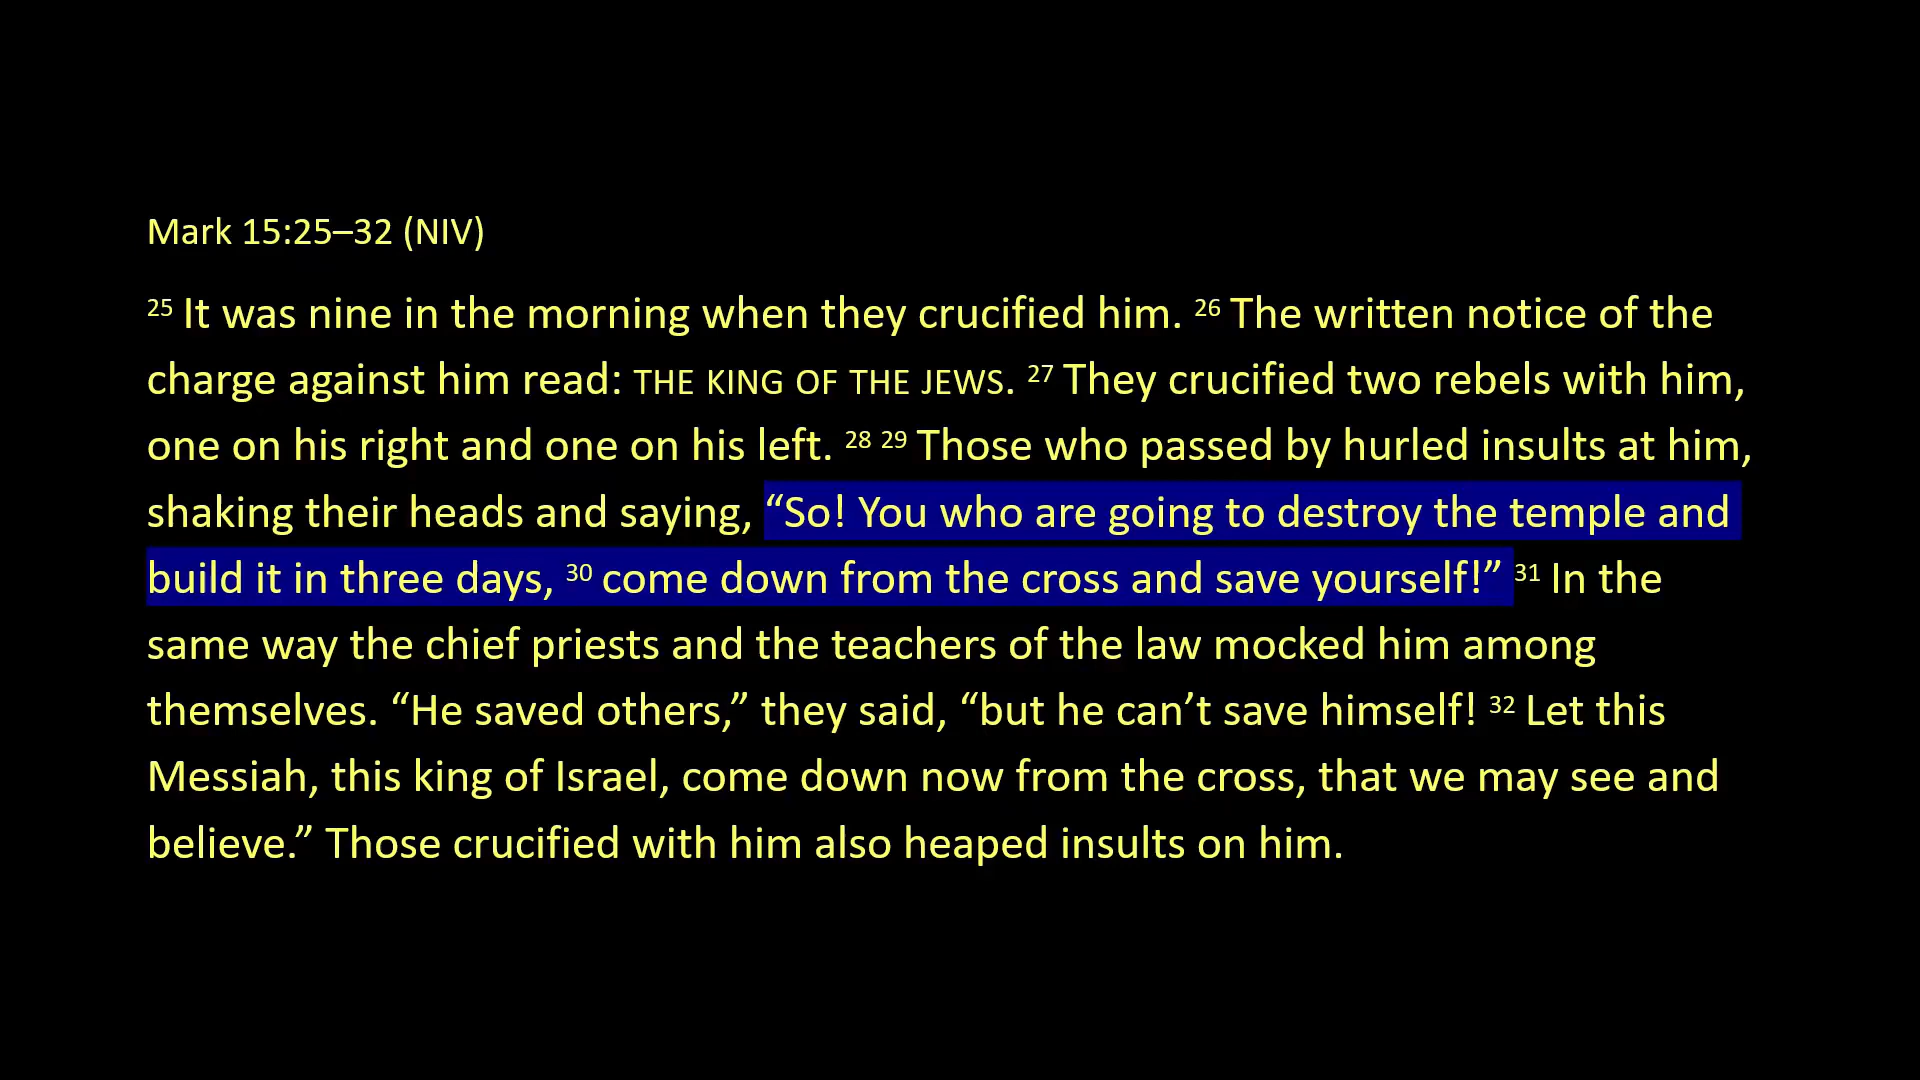 Mark 15:25–32 (NIV)
25 It was nine in the morning when they crucified him. 26 The written notice of the
charge against him read: THE KING OF THE JEWS. 27 They crucified two rebels with him,
one on his right and one on his left. 28 29 Those who passed by hurled insults at him,
shaking their heads and saying, “So! You who are going to destroy the temple and
build it in three days, 30 come down from the cross and save yourself!” 31 In the
same way the chief priests and the teachers of the law mocked him among
themselves. “He saved others,” they said, “but he can’t save himself! 32 Let this
Messiah, this king of Israel, come down now from the cross, that we may see and
believe.” Those crucified with him also heaped insults on him.